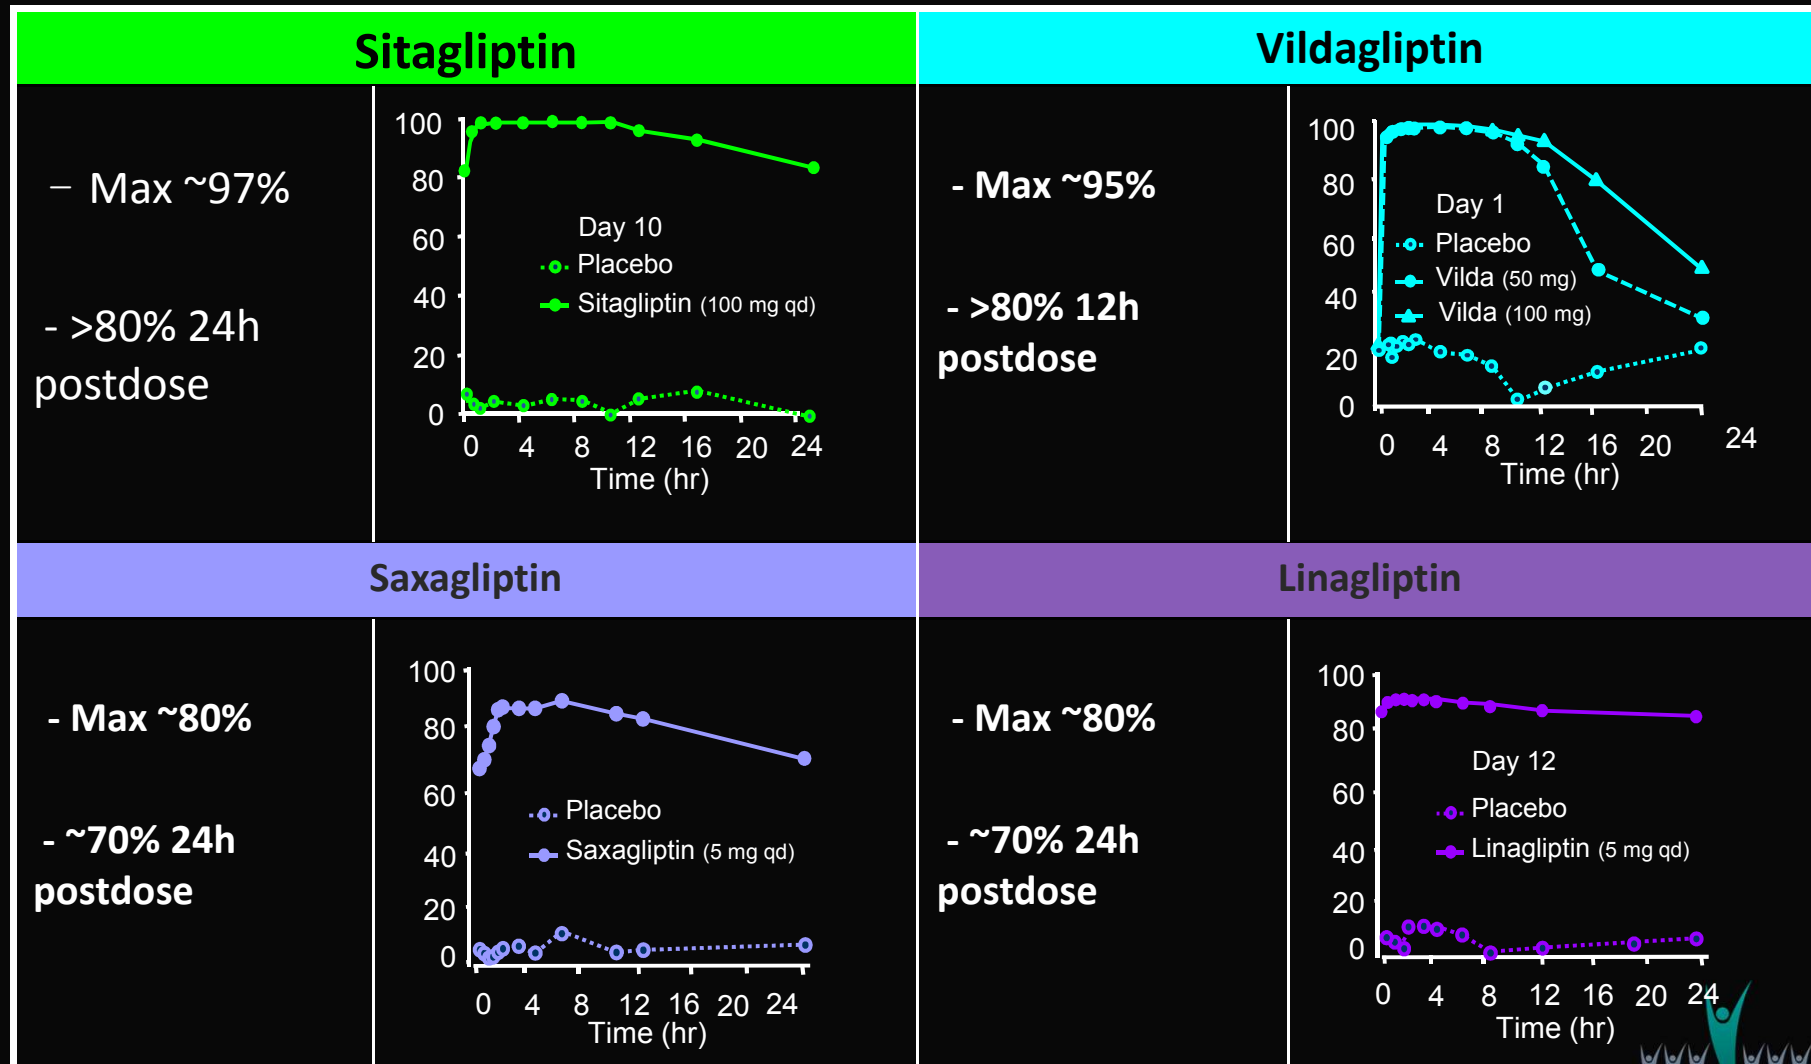 Sitagliptin
– Max ~97%
- >80% 24h
postdose
100
80
60
40
20
0
Day 10
Placebo
Sitagliptin (100 mg qd)
0 4 8 12 16 20 24
Time (hr)
Vildagliptin
- Max ~95%
- >80% 12h
postdose
100
80
60
40
20
0
Day 1
Placebo
Vilda (50 mg)
Vilda (100 mg)
0 4 8 12 16 20 24
Time (hr)
Saxagliptin
- Max ~80%
- ~70% 24h
postdose
100
80
60
40
20
0
Placebo
Saxagliptin (5 mg qd)
0 4 8 12 16 20 24
Time (hr)
Linagliptin
- Max ~80%
- ~70% 24h
postdose
100
80
60
40
20
0
Day 12
Placebo
Linagliptin (5 mg qd)
0 4 8 12 16 20 24
Time (hr)